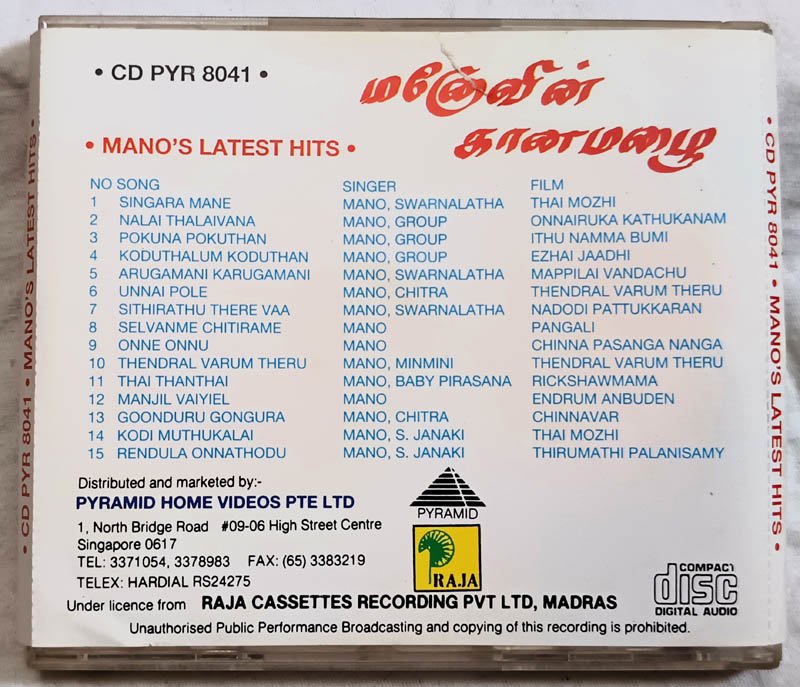 • CD PYR 8041 •
மனோவின்
கானமழை
• MANO'S LATEST HITS •
NO SONG SINGER FILM
1 SINGARA MANE MANO, SWARNALATHA THAI MOZHI
2 NALAI THALAIVANA MANO, GROUP ONNAIRUKA KATHUKANAM
3 POKUNA POKUTHAN MANO, GROUP ITHU NAMMA BUMI
4 KODUTHALUM KODUTHAN MANO, GROUP EZHAI JAADHI
5 ARUGAMANI KARUGAMANI MANO, SWARNALATHA MAPPILAI VANDACHU
6 UNNAI POLE MANO, CHITRA THENDRAL VARUM THERU
7 SITHIRATHU THERE VAA MANO, SWARNALATHA NADODI PATTUKKARAN
8 SELVANME CHITIRAME MANO PANGALI
9 ONNE ONNU MANO CHINNA PASANGA NANGA
10 THENDRAL VARUM THERU MANO, MINMINI THENDRAL VARUM THERU
11 THAI THANTHAI MANO, BABY PIRASANA RICKSHAWMAMA
12 MANJIL VAIYIEL MANO ENDRUM ANBUDEN
13 GOONDURU GONGURA MANO, CHITRA CHINNAVAR
14 KODI MUTHUKALAI MANO, S. JANAKI THAI MOZHI
15 RENDULA ONNATHODU MANO, S. JANAKI THIRUMATHI PALANISAMY
Distributed and marketed by:-
PYRAMID HOME VIDEOS PTE LTD
1, North Bridge Road #09-06 High Street Centre
Singapore 0617
TEL: 3371054, 3378983 FAX: (65) 3383219
TELEX: HARDIAL RS24275
PYRAMID
RAJA
COMPACT
disc
DIGITAL AUDIO
Under licence from RAJA CASSETTES RECORDING PVT LTD, MADRAS
Unauthorised Public Performance Broadcasting and copying of this recording is prohibited.
• CD PYR 8041 • MANO'S LATEST HITS •
• CD PYR 8041 • MANO'S LATEST HITS •